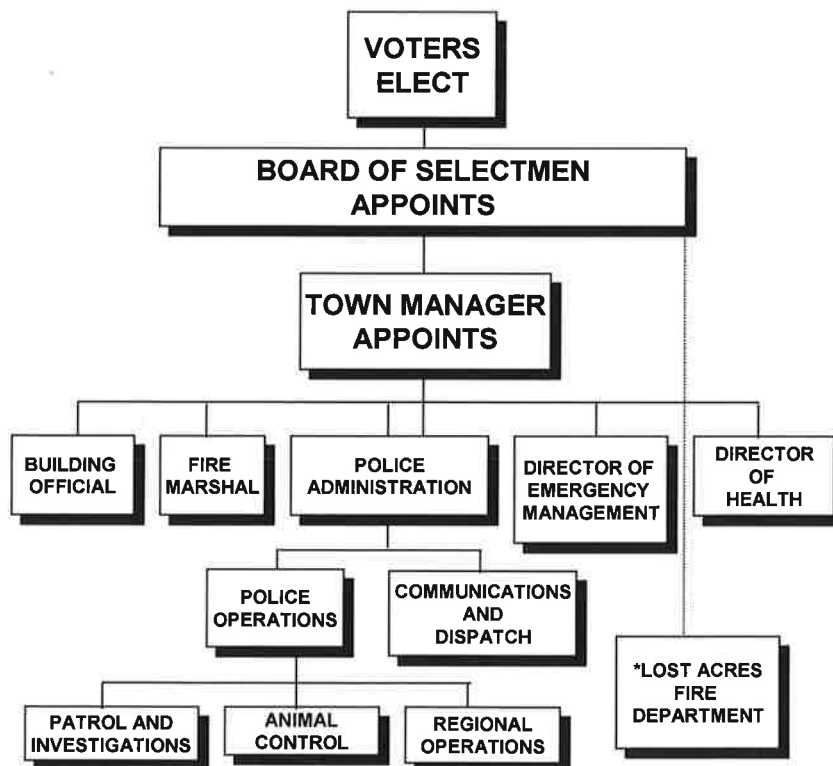 VOTERS
ELECT
BOARD OF SELECTMEN
APPOINTS
TOWN MANAGER
APPOINTS
BUILDING
OFFICIAL
FIRE
MARSHAL
POLICE
ADMINISTRATION
DIRECTOR OF
EMERGENCY
MANAGEMENT
DIRECTOR
OF
HEALTH
POLICE
OPERATIONS
COMMUNICATIONS
AND
DISPATCH
*LOST ACRES
FIRE
DEPARTMENT
PATROL AND
INVESTIGATIONS
ANIMAL
CONTROL
REGIONAL
OPERATIONS